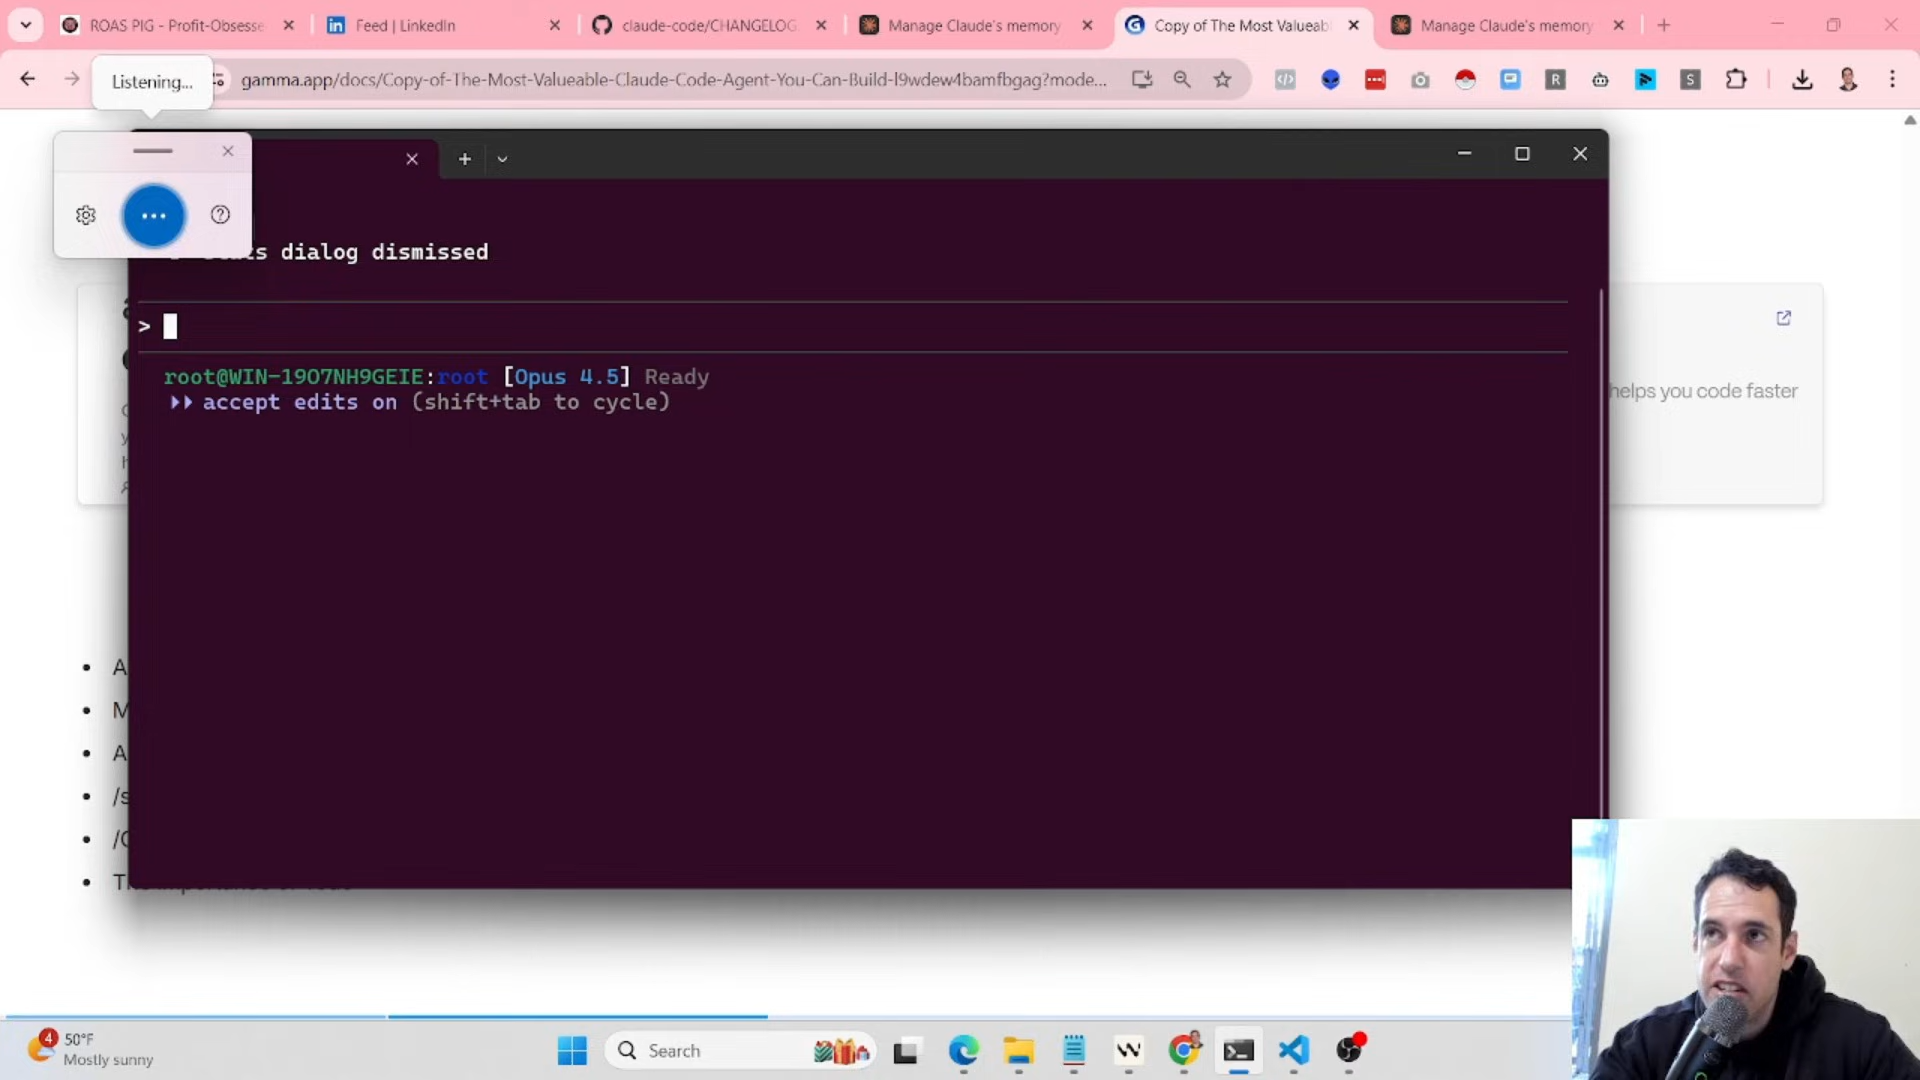 ROAS PIG - Profit-Obsesse
Feed | LinkedIn
claude-code/CHANGELOG
Manage Claude's memory
Copy of The Most Valueabl
Manage Claude's memory
Listening...
gamma.app/docs/Copy-of-The-Most-Valueable-Claude-Code-Agent-You-Can-Build-l9wdew4bamfbgag?mode...
dialog dismissed
>
root@WIN-19O7NH9GEIE:root [Opus 4.5] Ready
accept edits on (shift+tab to cycle)
helps you code faster
• A
• M
• A
• /s
• /C
4
50°F
Mostly sunny
Search